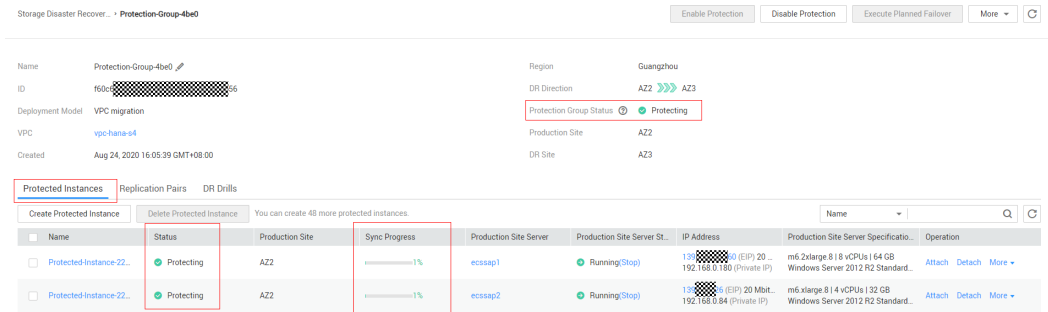 Storage Disaster Recover... › Protection-Group-4be0
Enable Protection Disable Protection Execute Planned Failover More
Name Protection-Group-4be0 Region Guangzhou
ID f60c6 56 DR Direction AZ2 AZ3
Deployment Model VPC migration Protection Group Status ? Protecting
VPC vpc-hana-s4 Production Site AZ2
Created Aug 24, 2020 16:05:39 GMT+08:00 DR Site AZ3
Protected Instances Replication Pairs DR Drills
Create Protected Instance Delete Protected Instance You can create 48 more protected instances. Name
Name Status Production Site Sync Progress Production Site Server Production Site Server St... IP Address Production Site Server Specificatio... Operation
Protected-Instance-22... Protecting AZ2 1% ecssap1 Running(Stop) 139. 60 (EIP) 20 ... m6.2xlarge.8 | 8 vCPUs | 64 GB Attach Detach More
192.168.0.180 (Private IP) Windows Server 2012 R2 Standard...
Protected-Instance-22... Protecting AZ2 1% ecssap2 Running(Stop) 139. 6 (EIP) 20 Mbit... m6.xlarge.8 | 4 vCPUs | 32 GB Attach Detach More
192.168.0.84 (Private IP) Windows Server 2012 R2 Standard...